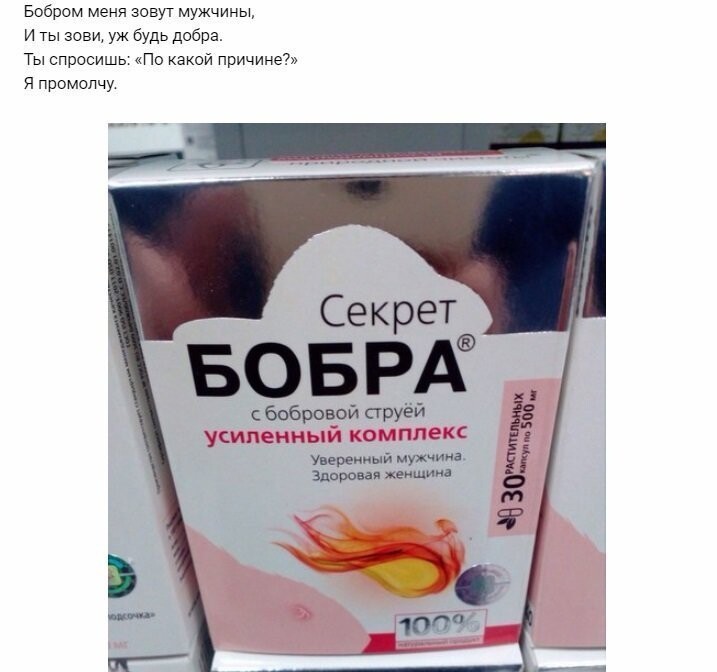 Бобром меня зовут мужчины,
И ты зови, уж будь добра.
Ты спросишь: «По какой причине?»
Я промолчу.
Секрет
БОБРА®
с бобровой струёй
усиленный комплекс
Уверенный мужчина.
Здоровая женщина
30 РАСТИТЕЛЬНЫХ
капсул по 500 мг
100%
одсочка»